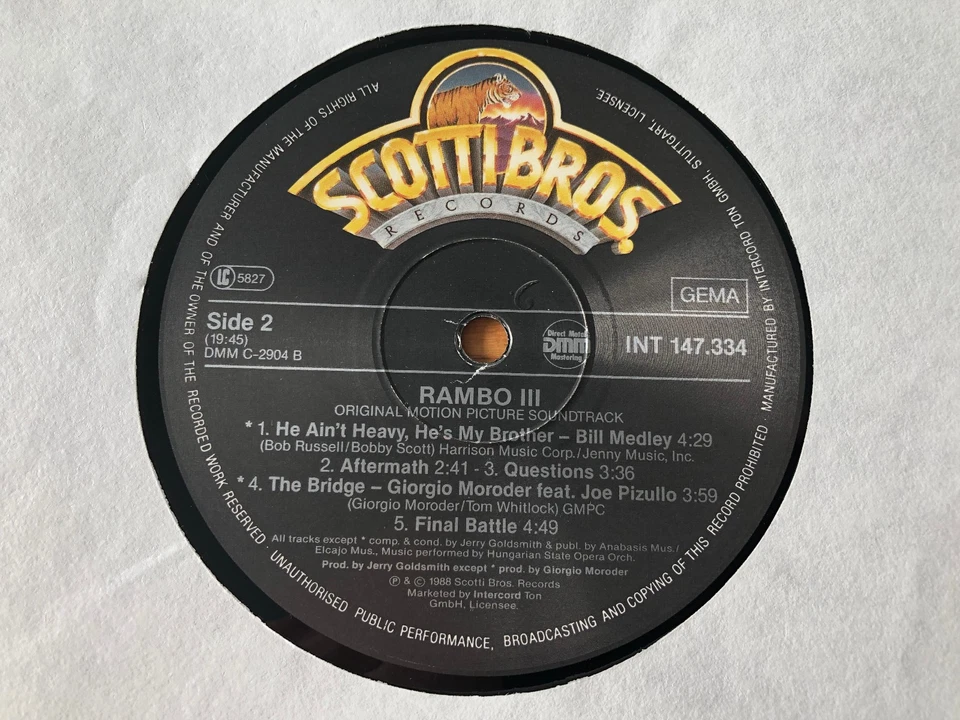 SCOTTI BROS.
RECORDS
LC 5827
GEMA
Side 2
(19:45)
DMM C-2904 B
Direct Metal
DMM
Mastering
INT 147.334
RAMBO III
ORIGINAL MOTION PICTURE SOUNDTRACK
* 1. He Ain't Heavy, He's My Brother – Bill Medley 4:29
(Bob Russell/Bobby Scott) Harrison Music Corp./Jenny Music, Inc.
2. Aftermath 2:41 - 3. Questions 3:36
* 4. The Bridge – Giorgio Moroder feat. Joe Pizullo 3:59
(Giorgio Moroder/Tom Whitlock) GMPC
5. Final Battle 4:49
All tracks except * comp. & cond. by Jerry Goldsmith & publ. by Anabasis Mus./
Elcajo Mus., Music performed by Hungarian State Opera Orch.
Prod. by Jerry Goldsmith except * prod. by Giorgio Moroder
℗ & © 1988 Scotti Bros. Records
Marketed by Intercord Ton
GmbH, Licensee.
ALL RIGHTS OF THE MANUFACTURER AND OF THE OWNER OF THE RECORDED WORK RESERVED · UNAUTHORISED PUBLIC PERFORMANCE, BROADCASTING AND COPYING OF THIS RECORD PROHIBITED · MANUFACTURED BY INTERCORD TON GMBH, STUTTGART, LICENSEE.